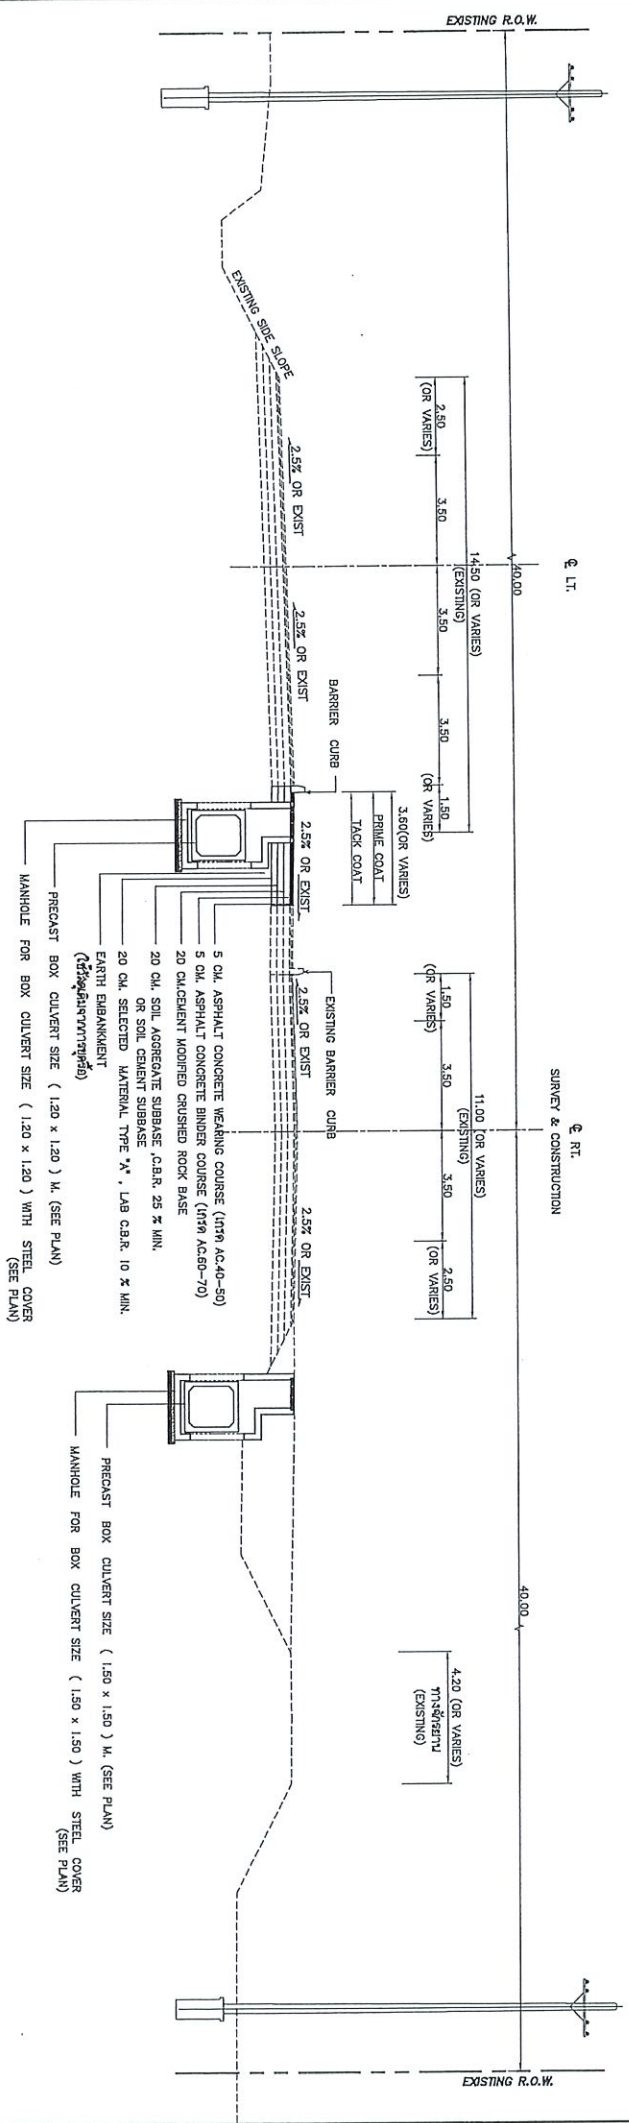 EXISTING R.O.W.
40.00
℄ LT.
14.50 (OR VARIES)
(EXISTING)
2.50
(OR VARIES)
3.50
3.50
3.50
1.50
(OR VARIES)
3.60(OR VARIES)
PRIME COAT
TACK COAT
BARRIER CURB
EXISTING SIDE SLOPE
2.5% OR EXIST
2.5% OR EXIST
2.5% OR EXIST
℄ RT.
SURVEY & CONSTRUCTION
11.00 (OR VARIES)
(EXISTING)
1.50
(OR VARIES)
3.50
3.50
2.50
(OR VARIES)
EXISTING BARRIER CURB
2.5% OR EXIST
2.5% OR EXIST
40.00
4.20 (OR VARIES)
ทางจักรยาน
(EXISTING)
EXISTING R.O.W.
5 CM. ASPHALT CONCRETE WEARING COURSE (เกรด AC.40-50)
5 CM. ASPHALT CONCRETE BINDER COURSE (เกรด AC.60-70)
20 CM.CEMENT MODIFIED CRUSHED ROCK BASE
20 CM. SOIL AGGREGATE SUBBASE ,C.B.R. 25 % MIN.
OR SOIL CEMENT SUBBASE
20 CM. SELECTED MATERIAL TYPE "A" , LAB C.B.R. 10 % MIN.
EARTH EMBANKMENT
PRECAST BOX CULVERT SIZE ( 1.20 x 1.20 ) M. (SEE PLAN)
MANHOLE FOR BOX CULVERT SIZE ( 1.20 x 1.20 ) WITH STEEL COVER
(SEE PLAN)
PRECAST BOX CULVERT SIZE ( 1.50 x 1.50 ) M. (SEE PLAN)
MANHOLE FOR BOX CULVERT SIZE ( 1.50 x 1.50 ) WITH STEEL COVER
(SEE PLAN)